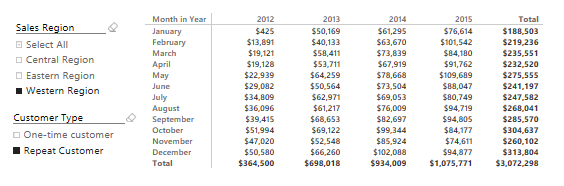 Sales Region
Select All
Central Region
Eastern Region
Western Region
Customer Type
One-time customer
Repeat Customer
Month in Year 2012 2013 2014 2015 Total
January $425 $50,169 $61,295 $76,614 $188,503
February $13,891 $40,133 $63,670 $101,542 $219,236
March $19,121 $58,411 $73,839 $84,180 $235,551
April $19,128 $53,711 $67,919 $91,762 $232,520
May $22,939 $64,259 $78,668 $109,689 $275,555
June $29,082 $50,564 $73,504 $88,047 $241,197
July $34,809 $62,971 $69,053 $80,749 $247,582
August $36,096 $61,217 $76,009 $94,719 $268,041
September $39,415 $68,653 $82,697 $94,805 $285,570
October $51,994 $69,122 $99,344 $84,177 $304,637
November $47,020 $52,548 $85,924 $74,611 $260,102
December $50,580 $66,260 $102,088 $94,877 $313,804
Total $364,500 $698,018 $934,009 $1,075,771 $3,072,298